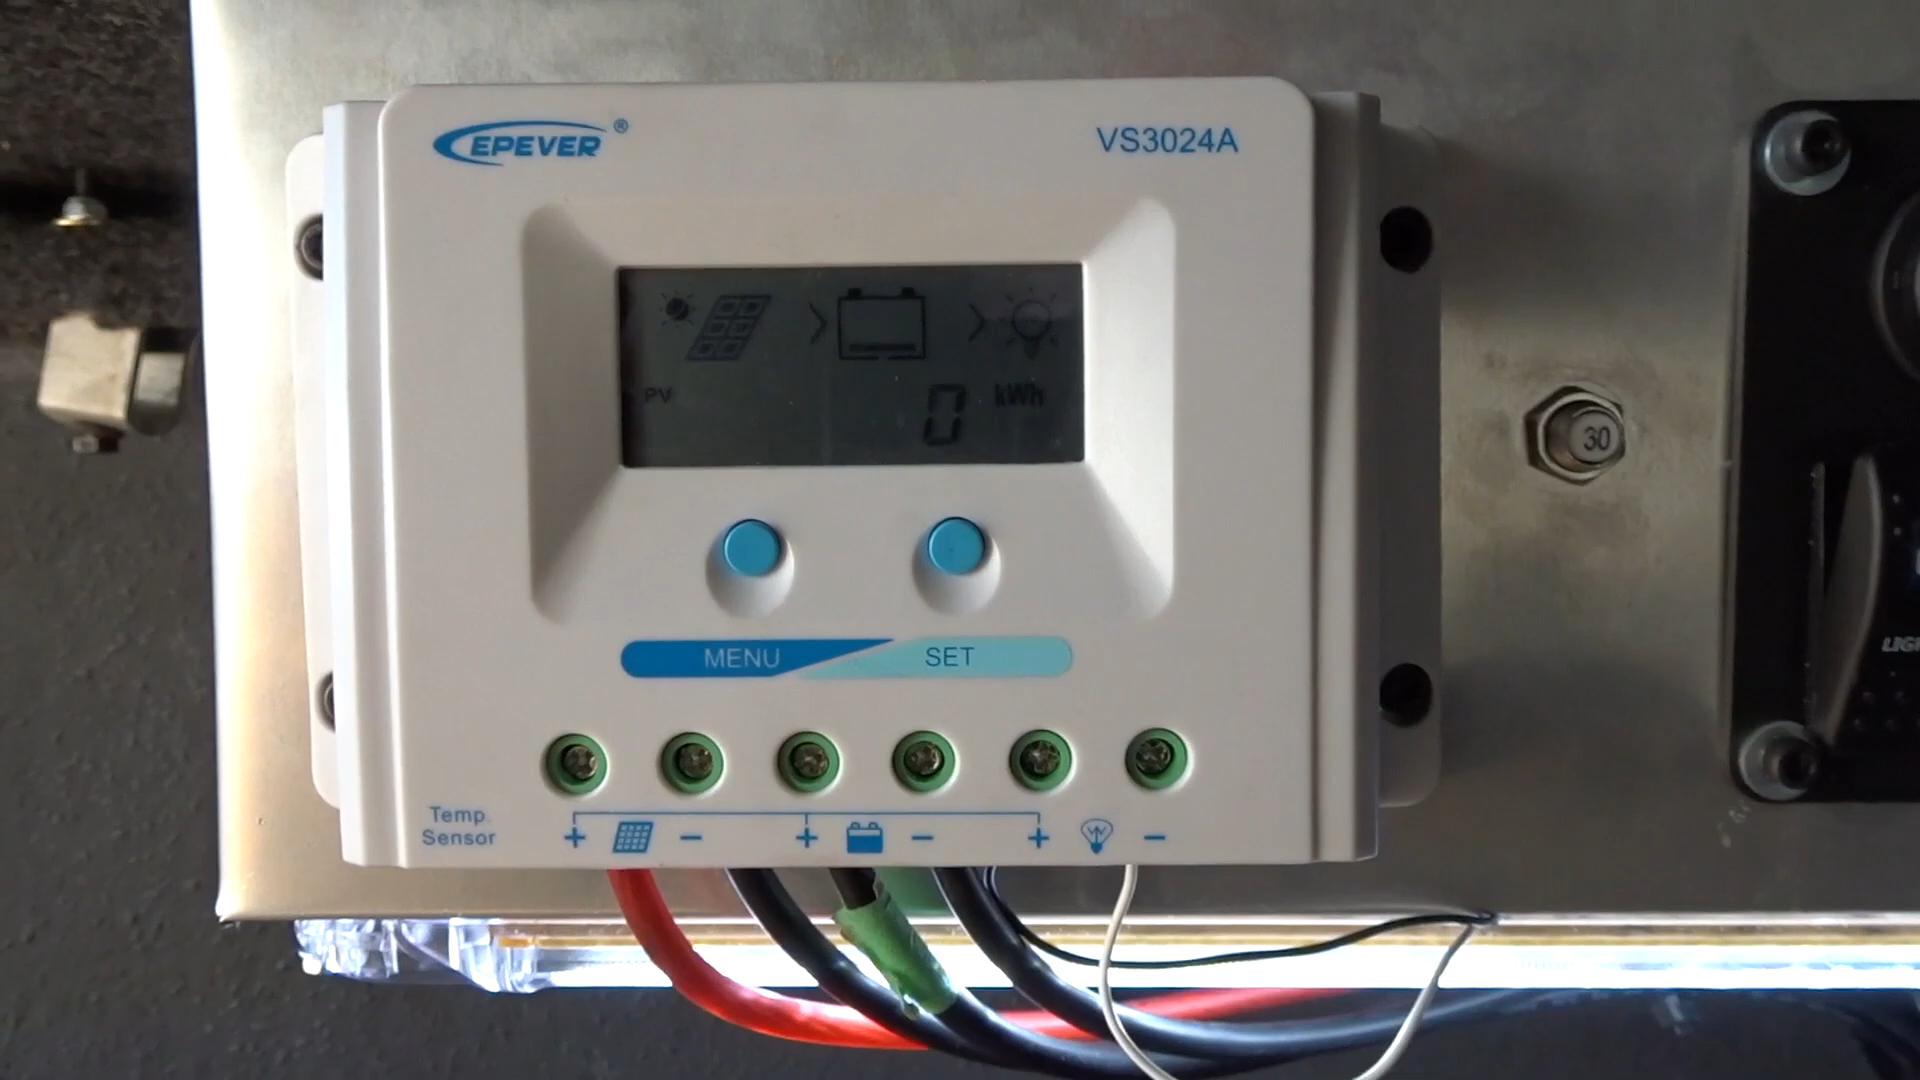 EPEVER®
VS3024A
PV
0 kWh
30
MENU
SET
Temp.
Sensor
+ − + − + −